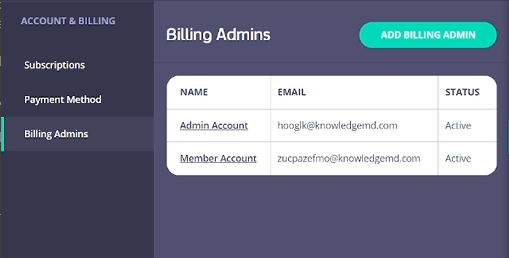 ACCOUNT & BILLING
Subscriptions
Payment Method
Billing Admins
Billing Admins
ADD BILLING ADMIN
NAME EMAIL STATUS
Admin Account hooglk@knowledgemd.com Active
Member Account zucpazefmo@knowledgemd.com Active